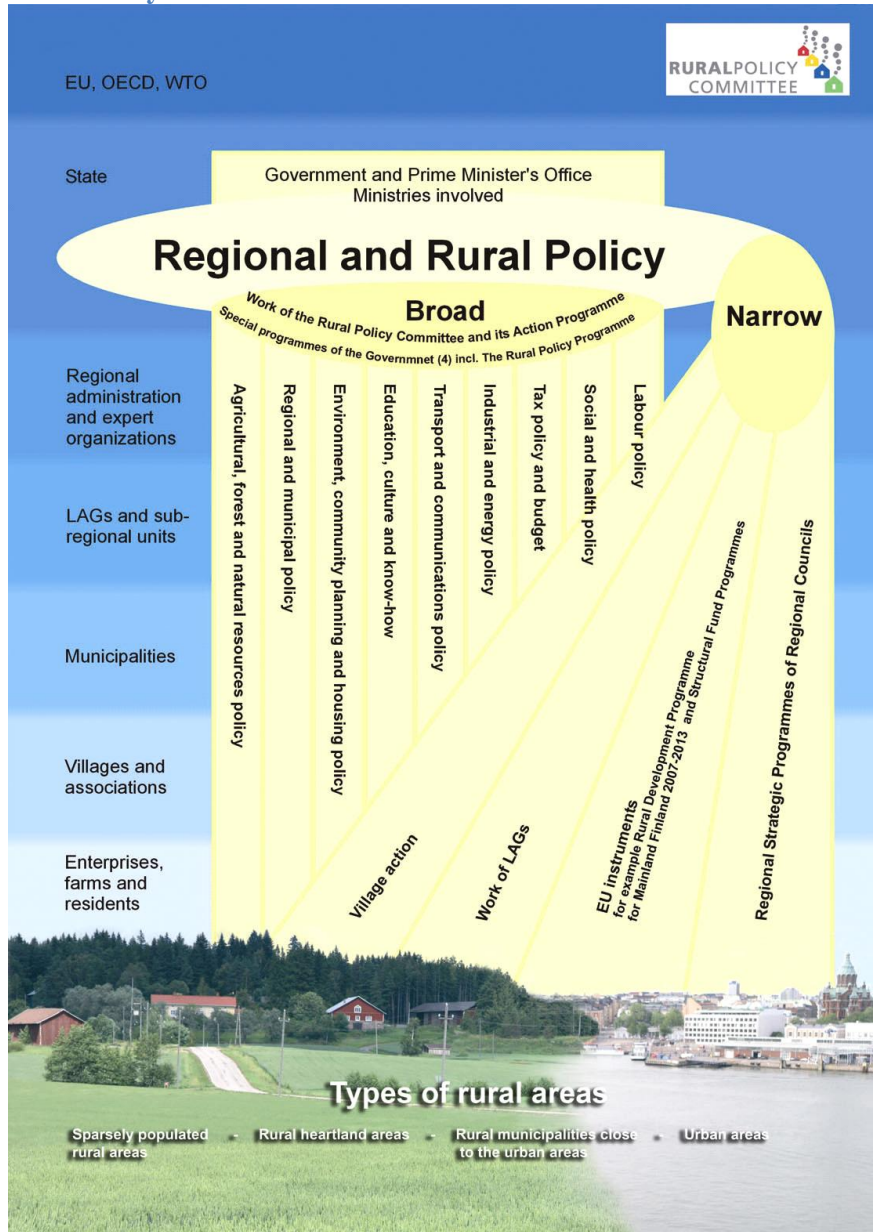 EU, OECD, WTO
RURALPOLICY
COMMITTEE
State
Government and Prime Minister's Office
Ministries involved
Regional and Rural Policy
Broad
Work of the Rural Policy Committee and its Action Programme
Special programmes of the Governmnet (4) incl. The Rural Policy Programme
Narrow
Regional
administration
and expert
organizations
LAGs and sub-
regional units
Municipalities
Villages and
associations
Enterprises,
farms and
residents
Agricultural, forest and natural resources policy
Regional and municipal policy
Environment, community planning and housing policy
Education, culture and know-how
Transport and communications policy
Industrial and energy policy
Tax policy and budget
Social and health policy
Labour policy
Village action
Work of LAGs
EU instruments
for example Rural Development Programme
for Mainland Finland 2007-2013 and Structural Fund Programmes
Regional Strategic Programmes of Regional Councils
Types of rural areas
Sparsely populated - Rural heartland areas - Rural municipalities close - Urban areas
rural areas to the urban areas